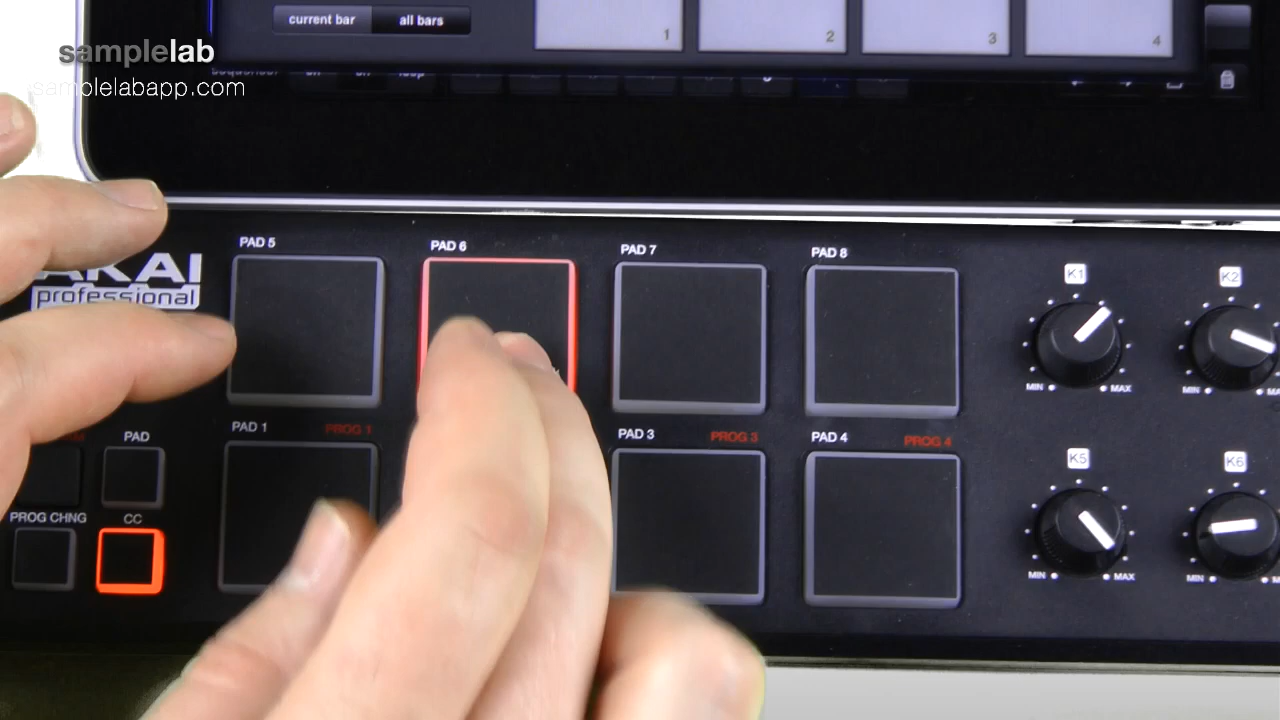 current bar
all bars
1
2
3
4
samplelab
samplelabapp.com
PAD 5
PAD 6
PAD 7
PAD 8
AKAI
professional
K1
K2
MIN
MAX
MIN
PAD 1
PROG 1
PAD 3
PROG 3
PAD 4
PROG 4
PAD
PROG CHNG
CC
K5
K6
MIN
MAX
MIN